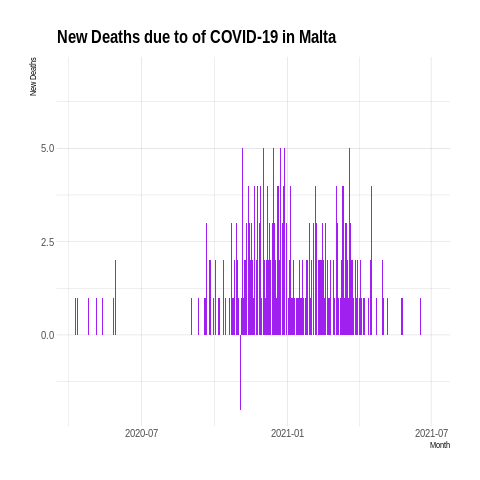 New Deaths due to of COVID-19 in Malta
New Deaths
5.0
2.5
0.0
2020-07
2021-01
2021-07
Month